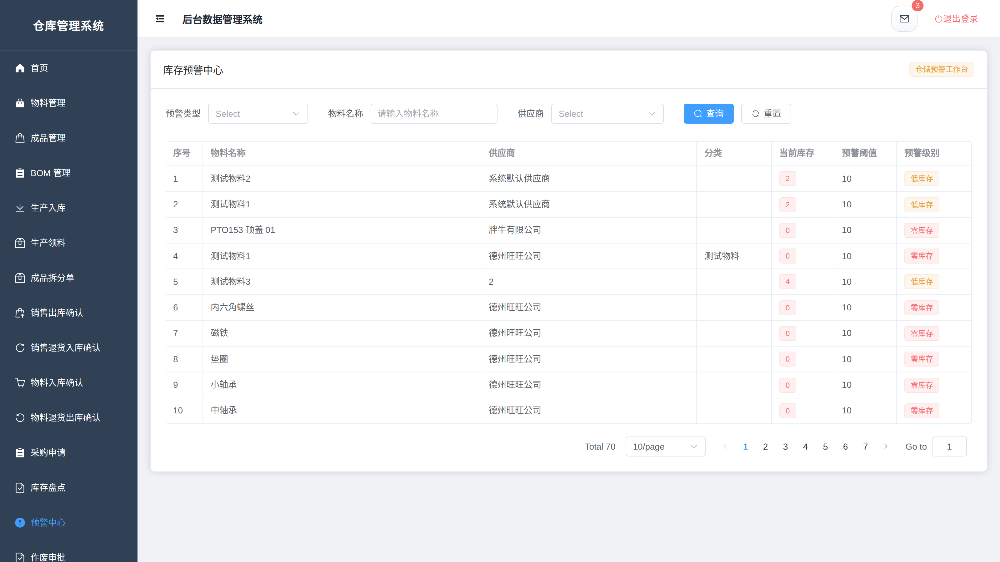 仓库管理系统
首页
物料管理
成品管理
BOM 管理
生产入库
生产领料
成品拆分单
销售出库确认
销售退货入库确认
物料入库确认
物料退货出库确认
采购申请
库存盘点
预警中心
作废审批
后台数据管理系统
3
退出登录
库存预警中心
仓储预警工作台
预警类型 Select 物料名称 请输入物料名称 供应商 Select 查询 重置
序号 物料名称 供应商 分类 当前库存 预警阈值 预警级别
1 测试物料2 系统默认供应商 2 10 低库存
2 测试物料1 系统默认供应商 2 10 低库存
3 PTO153 顶盖 01 胖牛有限公司 0 10 零库存
4 测试物料1 德州旺旺公司 测试物料 0 10 零库存
5 测试物料3 2 4 10 低库存
6 内六角螺丝 德州旺旺公司 0 10 零库存
7 磁铁 德州旺旺公司 0 10 零库存
8 垫圈 德州旺旺公司 0 10 零库存
9 小轴承 德州旺旺公司 0 10 零库存
10 中轴承 德州旺旺公司 0 10 零库存
Total 70 10/page 1 2 3 4 5 6 7 Go to 1